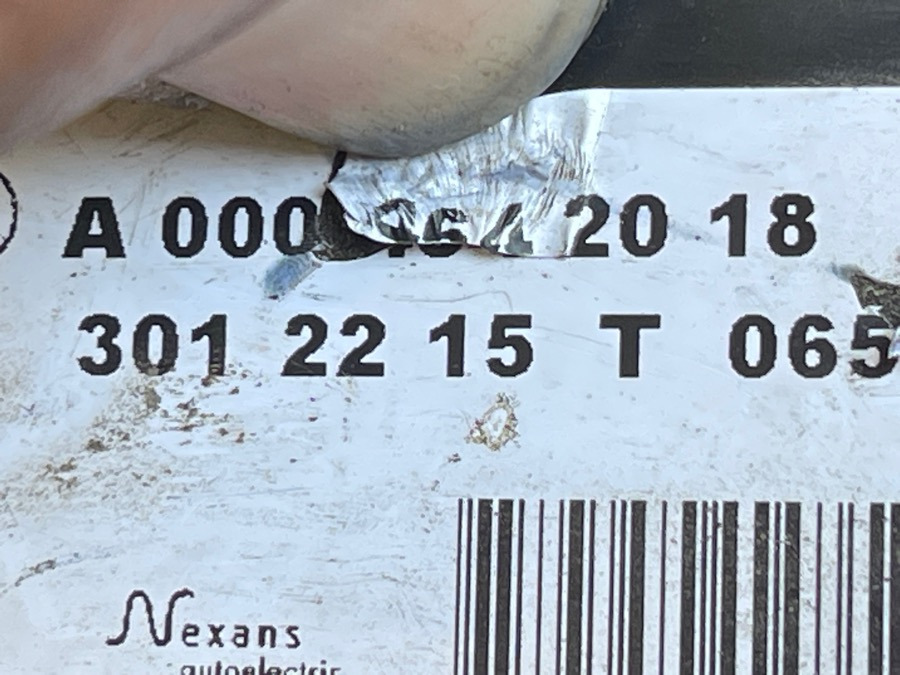 A 000 20 18
301 22 15 T 065
Nexans
autoelectric